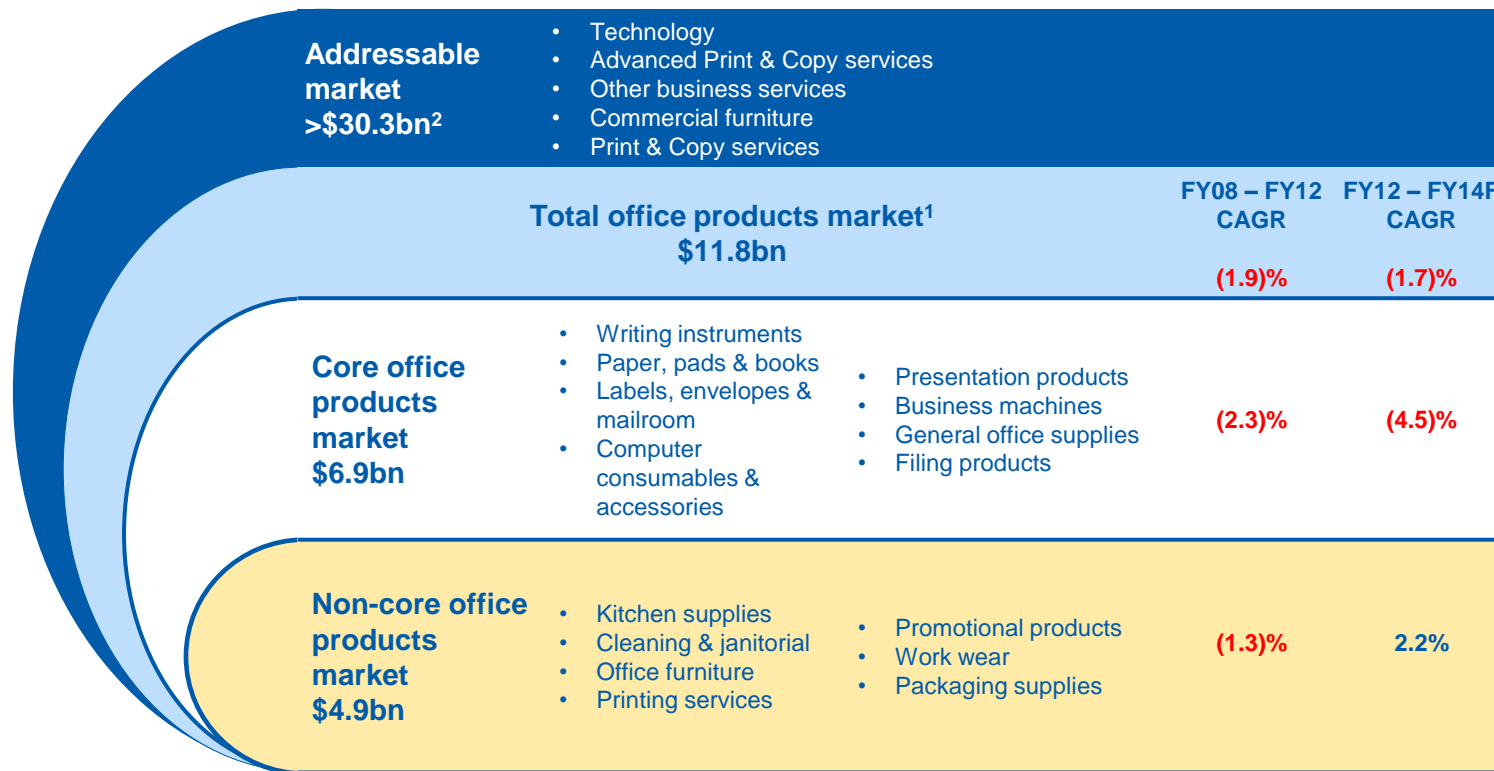 Addressable
market
>$30.3bn²
• Technology
• Advanced Print & Copy services
• Other business services
• Commercial furniture
• Print & Copy services
Total office products market¹
$11.8bn
FY08 – FY12 FY12 – FY14F
CAGR CAGR
(1.9)% (1.7)%
Core office
products
market
$6.9bn
• Writing instruments
• Paper, pads & books
• Labels, envelopes &
mailroom
• Computer
consumables &
accessories
• Presentation products
• Business machines
• General office supplies
• Filing products
(2.3)% (4.5)%
Non-core office
products
market
$4.9bn
• Kitchen supplies
• Cleaning & janitorial
• Office furniture
• Printing services
• Promotional products
• Work wear
• Packaging supplies
(1.3)% 2.2%